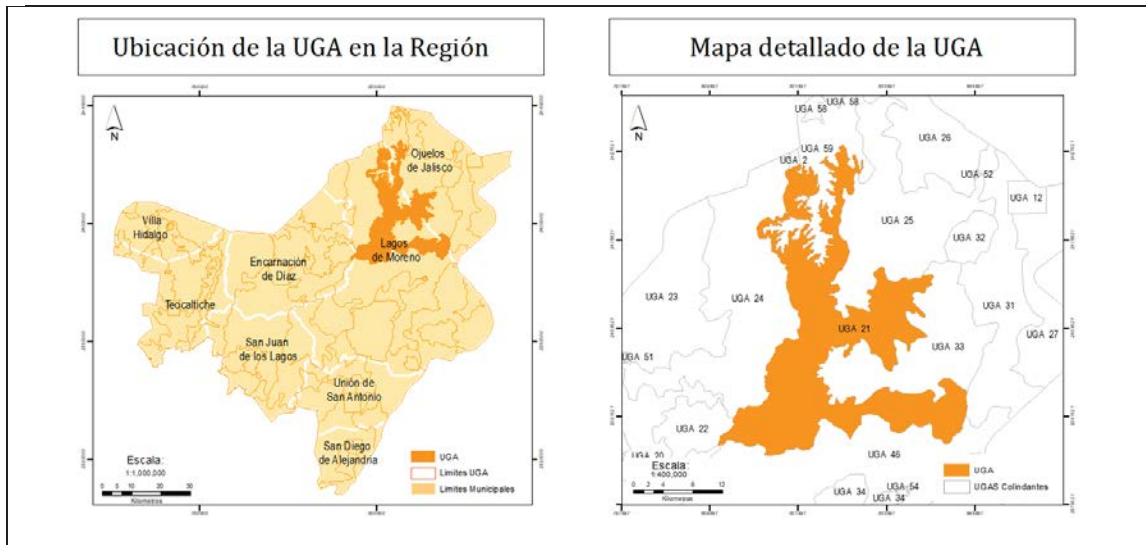 Ubicación de la UGA en la Región
N
Ojuelos
de Jalisco
Villa
Hidalgo
Lagos
de Moreno
Encarnación
de Díaz
Teocaltiche
San Juan
de los Lagos
Unión de
San Antonio
San Diego
de Alejandría
Escala:
1:1,000,000
0 5 10 20 30
Kilometros
UGA
Limites UGA
Limites Municipales
Mapa detallado de la UGA
N
UGA 58
UGA 58
UGA 26
UGA 59
UGA 2
UGA 52
UGA 12
UGA 25
UGA 32
UGA 23
UGA 24
UGA 31
UGA 21
UGA 33
UGA 27
UGA 51
UGA 22
UGA 20
UGA 46
Escala:
1:400,000
0 2 4 8 12
Kilometros
UGA 34
UGA 54
UGA 34
UGA
UGAS Colindantes